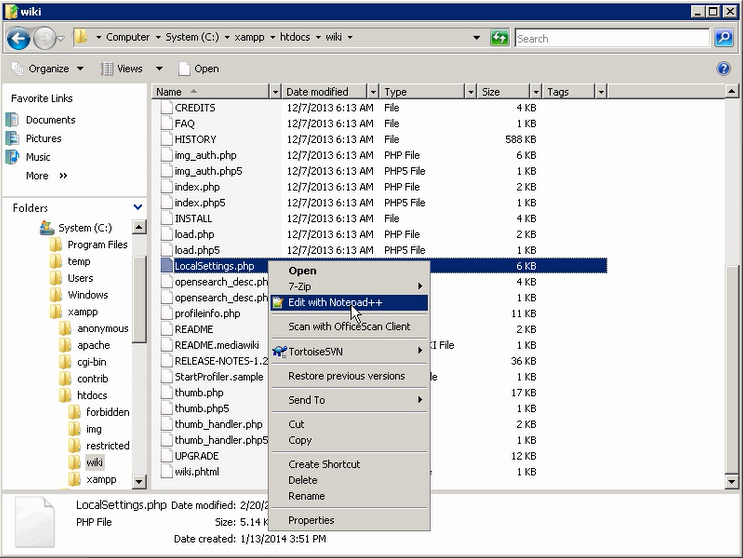 wiki
Computer System (C:) xampp htdocs wiki
Search
Organize Views Open
Favorite Links
Documents
Pictures
Music
More »
Folders
System (C:)
Program Files
temp
Users
Windows
xampp
anonymous
apache
cgi-bin
contrib
htdocs
forbidden
img
restricted
wiki
xampp
Name Date modified Type Size Tags
CREDITS 12/7/2013 6:13 AM File 4 KB
FAQ 12/7/2013 6:13 AM File 1 KB
HISTORY 12/7/2013 6:13 AM File 588 KB
img_auth.php 12/7/2013 6:13 AM PHP File 6 KB
img_auth.php5 12/7/2013 6:13 AM PHP5 File 1 KB
index.php 12/7/2013 6:13 AM PHP File 2 KB
index.php5 12/7/2013 6:13 AM PHP5 File 1 KB
INSTALL 12/7/2013 6:13 AM File 4 KB
load.php 12/7/2013 6:13 AM PHP File 2 KB
load.php5 12/7/2013 6:13 AM PHP5 File 1 KB
LocalSettings.php 6 KB
opensearch_desc.php 4 KB
opensearch_desc.ph 1 KB
profileinfo.php 11 KB
README 2 KB
README.mediawiki KI File 4 KB
RELEASE-NOTES-1.2 36 KB
StartProfiler.sample 1 KB
thumb.php 17 KB
thumb.php5 1 KB
thumb_handler.php 2 KB
thumb_handler.php5 1 KB
UPGRADE 12 KB
wiki.phtml 1 KB
Open
7-Zip
Edit with Notepad++
Scan with OfficeScan Client
TortoiseSVN
Restore previous versions
Send To
Cut
Copy
Create Shortcut
Delete
Rename
Properties
LocalSettings.php Date modified: 2/20/2
PHP File Size: 5.14 K
Date created: 1/13/2014 3:51 PM